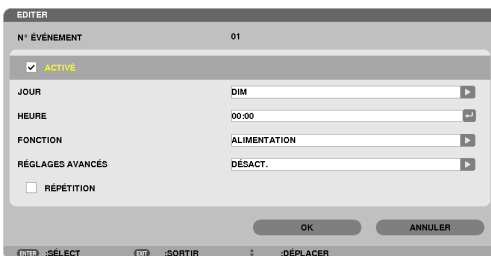 EDITER
N° ÉVÉNEMENT 01
ACTIVÉ
JOUR DIM
HEURE 00:00
FONCTION ALIMENTATION
RÉGLAGES AVANCÉS DÉSACT.
RÉPÉTITION
OK ANNULER
ENTER :SÉLECT EXIT :SORTIR :DÉPLACER